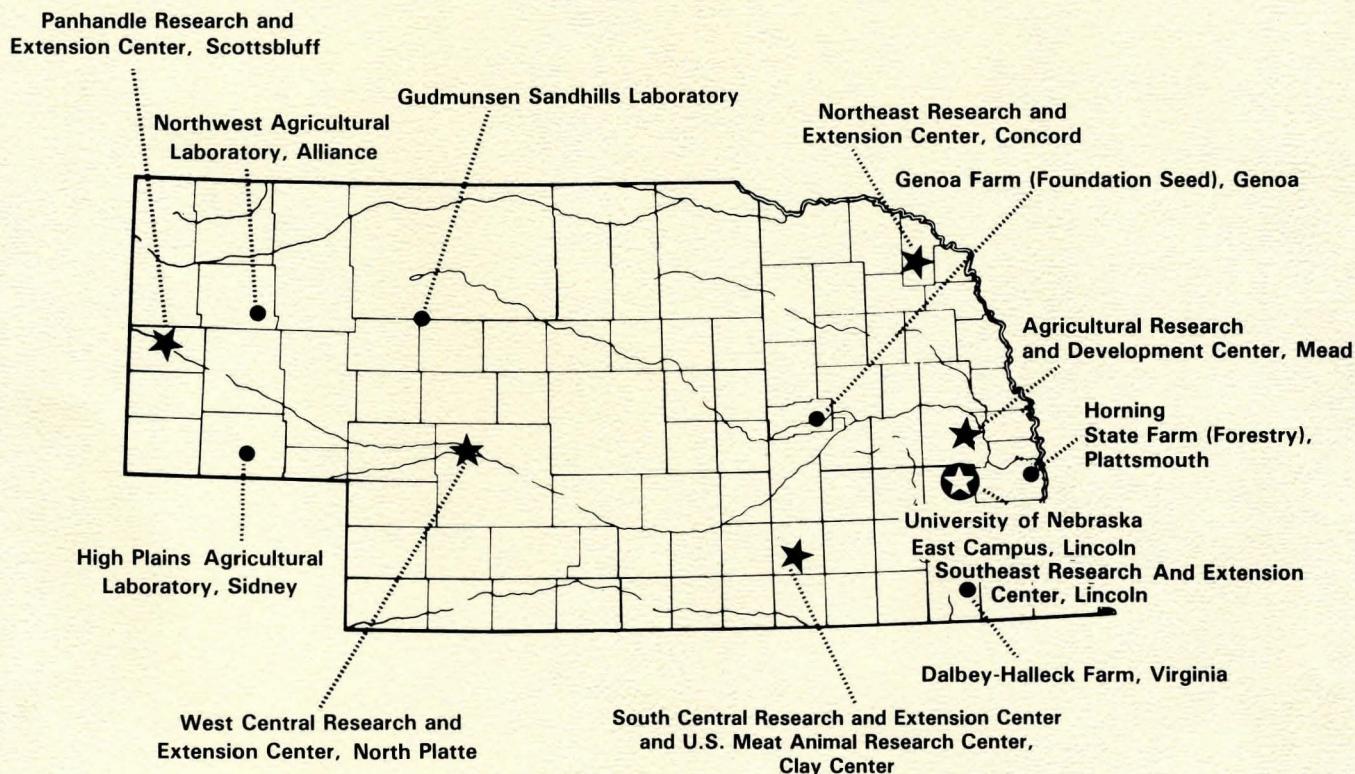 Panhandle Research and
Extension Center, Scottsbluff
Gudmunsen Sandhills Laboratory
Northwest Agricultural
Laboratory, Alliance
Northeast Research and
Extension Center, Concord
Genoa Farm (Foundation Seed), Genoa
Agricultural Research
and Development Center, Mead
Horning
State Farm (Forestry),
Plattsmouth
University of Nebraska
East Campus, Lincoln
Southeast Research And Extension
Center, Lincoln
High Plains Agricultural
Laboratory, Sidney
Dalbey-Halleck Farm, Virginia
West Central Research and
Extension Center, North Platte
South Central Research and Extension Center
and U.S. Meat Animal Research Center,
Clay Center